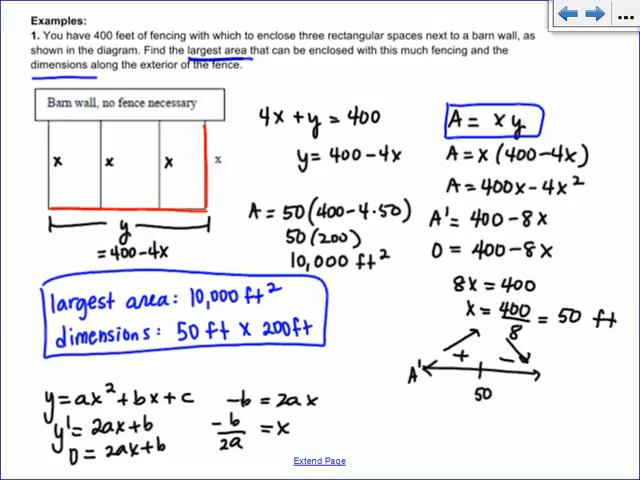 Examples:
1. You have 400 feet of fencing with which to enclose three rectangular spaces next to a barn wall, as
shown in the diagram. Find the largest area that can be enclosed with this much fencing and the
dimensions along the exterior of the fence.
Barn wall, no fence necessary
x x x x
y
= 400-4x
4x + y = 400
y = 400 - 4x
A = 50 (400 - 4·50)
50 (200)
10,000 ft²
A = xy
A = x (400 - 4x)
A = 400x - 4x²
A' = 400 - 8x
0 = 400 - 8x
8x = 400
x = 400/8 = 50 ft
+ -
A'
50
largest area: 10,000 ft²
dimensions: 50 ft x 200ft
y = ax² + bx + c
y' = 2ax + b
0 = 2ax + b
-b = 2ax
-b/2a = x
Extend Page